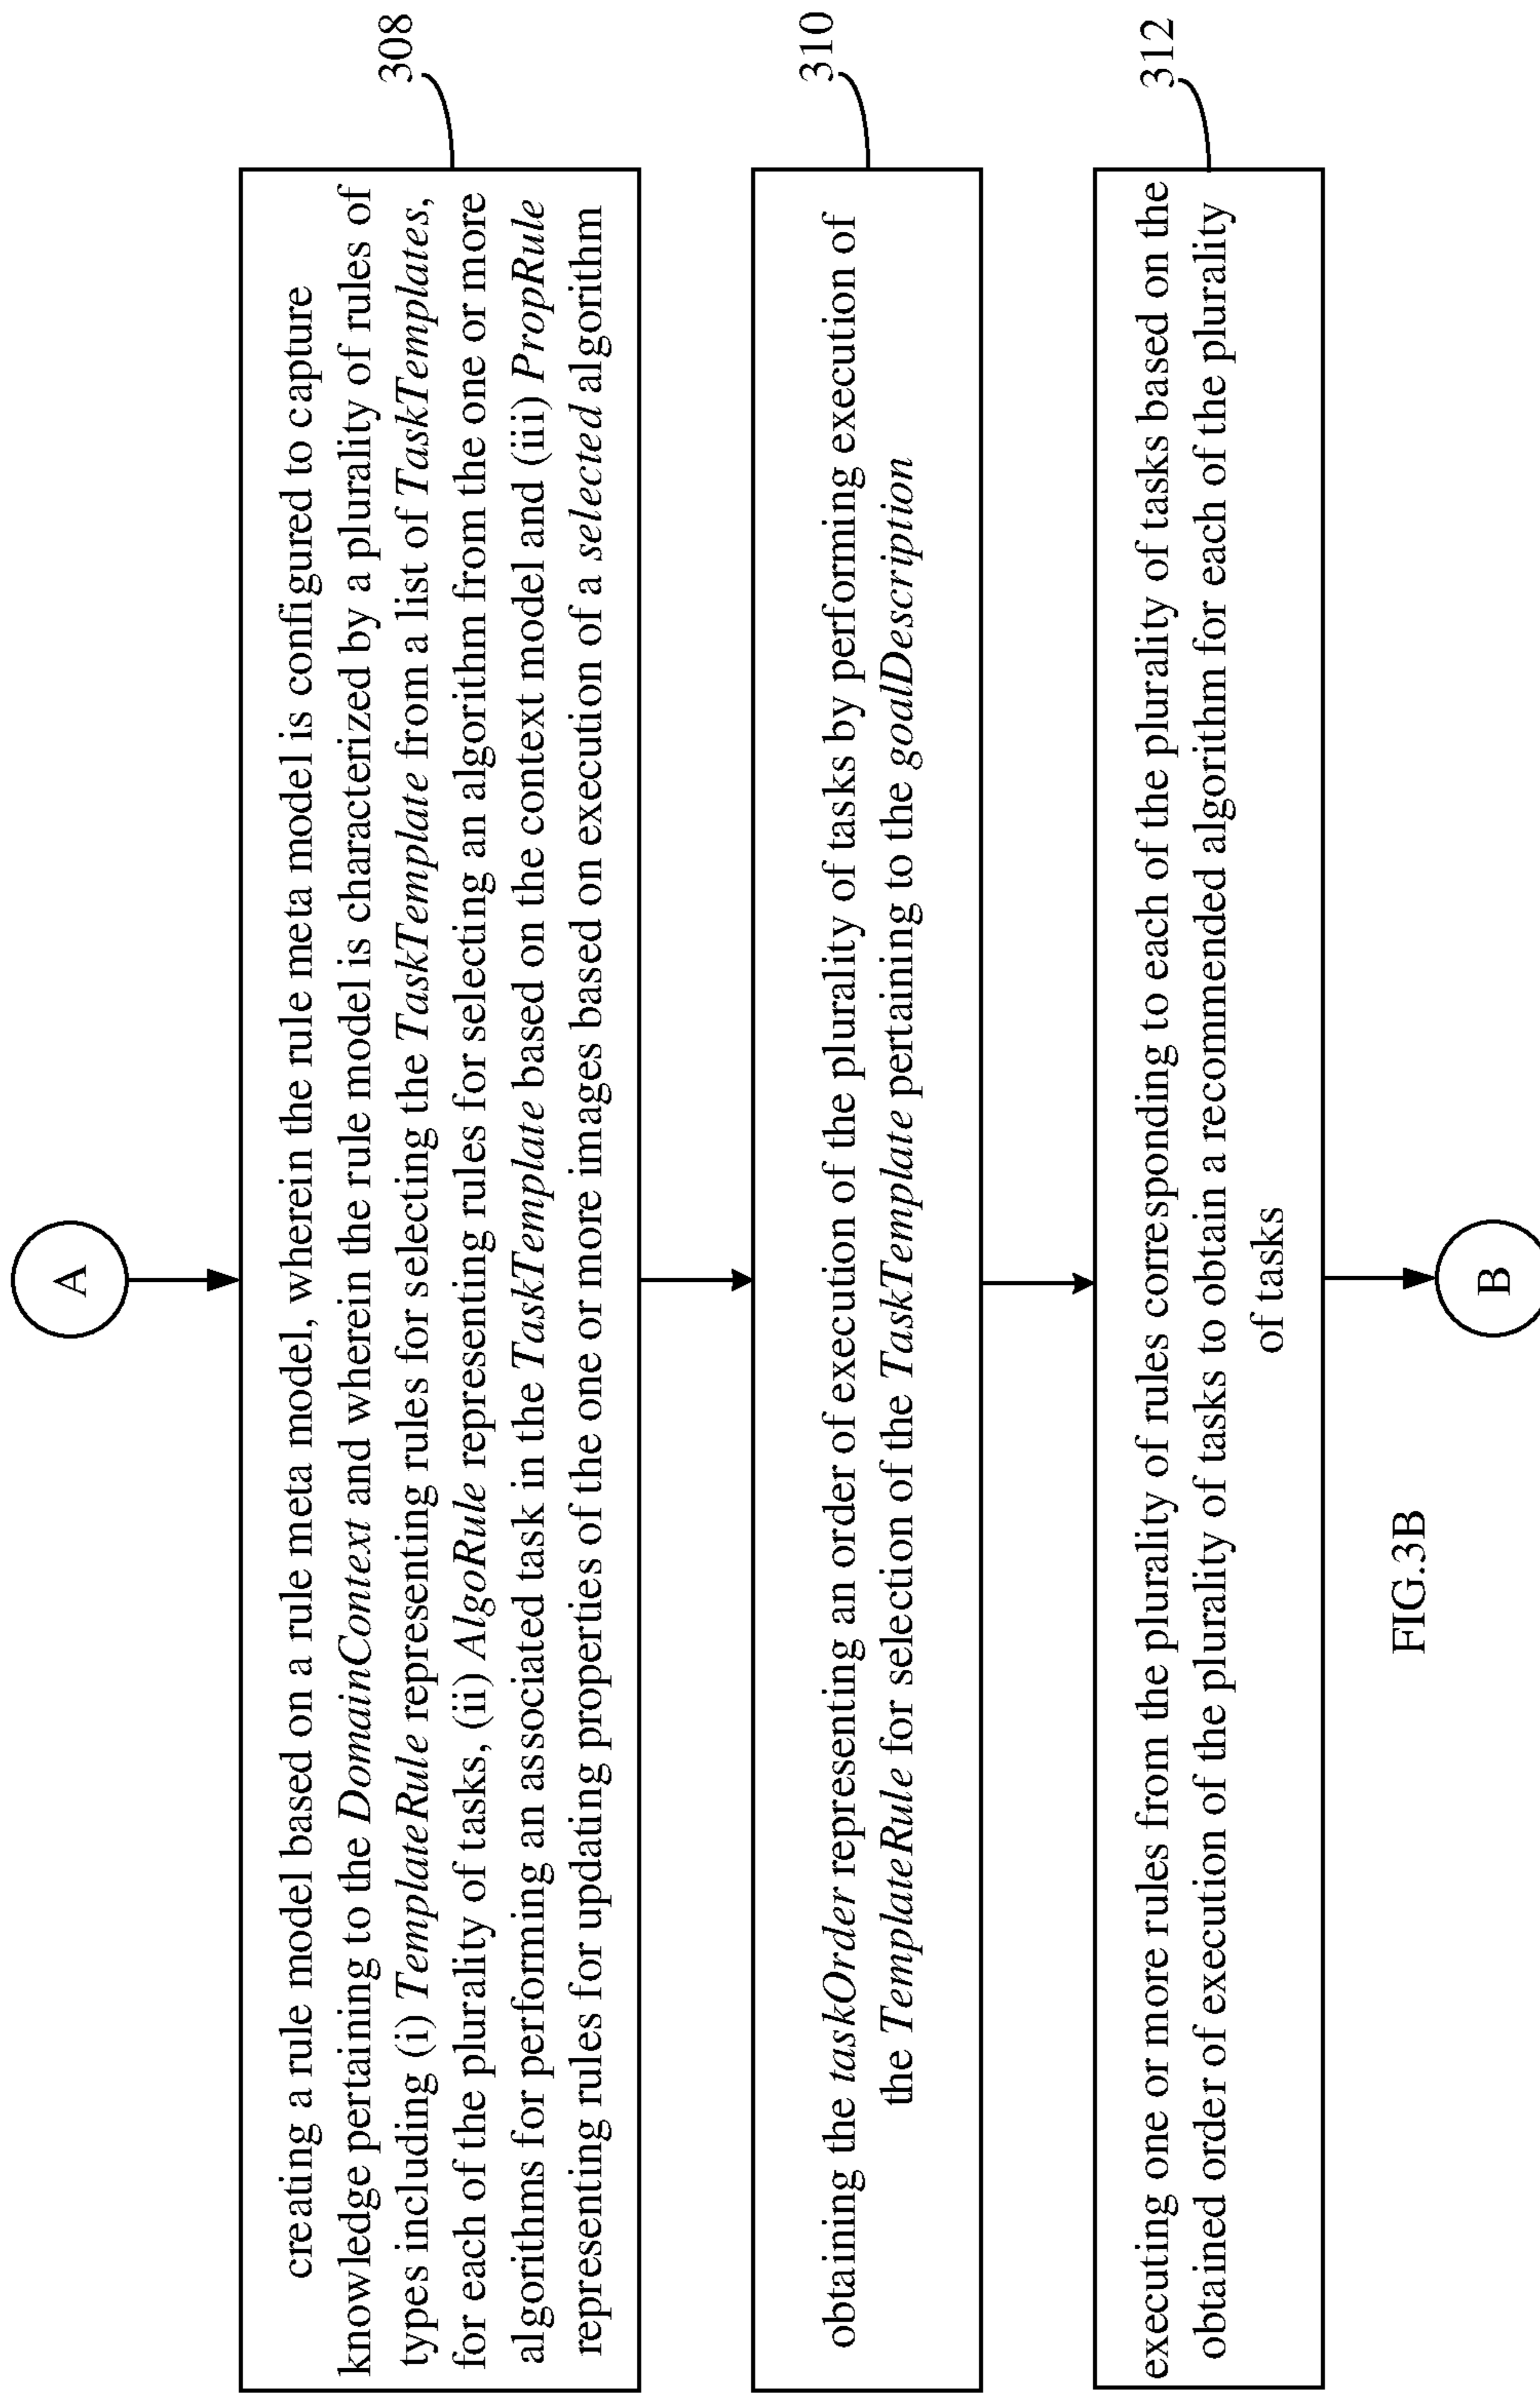 A
creating a rule model based on a rule meta model, wherein the rule meta model is configured to capture
knowledge pertaining to the DomainContext and wherein the rule model is characterized by a plurality of rules of
types including (i) TemplateRule representing rules for selecting the TaskTemplate from a list of TaskTemplates,
for each of the plurality of tasks, (ii) AlgoRule representing rules for selecting an algorithm from the one or more
algorithms for performing an associated task in the TaskTemplate based on the context model and (iii) PropRule
representing rules for updating properties of the one or more images based on execution of a selected algorithm
308
obtaining the taskOrder representing an order of execution of the plurality of tasks by performing execution of
the TemplateRule for selection of the TaskTemplate pertaining to the goalDescription
310
executing one or more rules from the plurality of rules corresponding to each of the plurality of tasks based on the
obtained order of execution of the plurality of tasks to obtain a recommended algorithm for each of the plurality
of tasks
312
B
FIG.3B